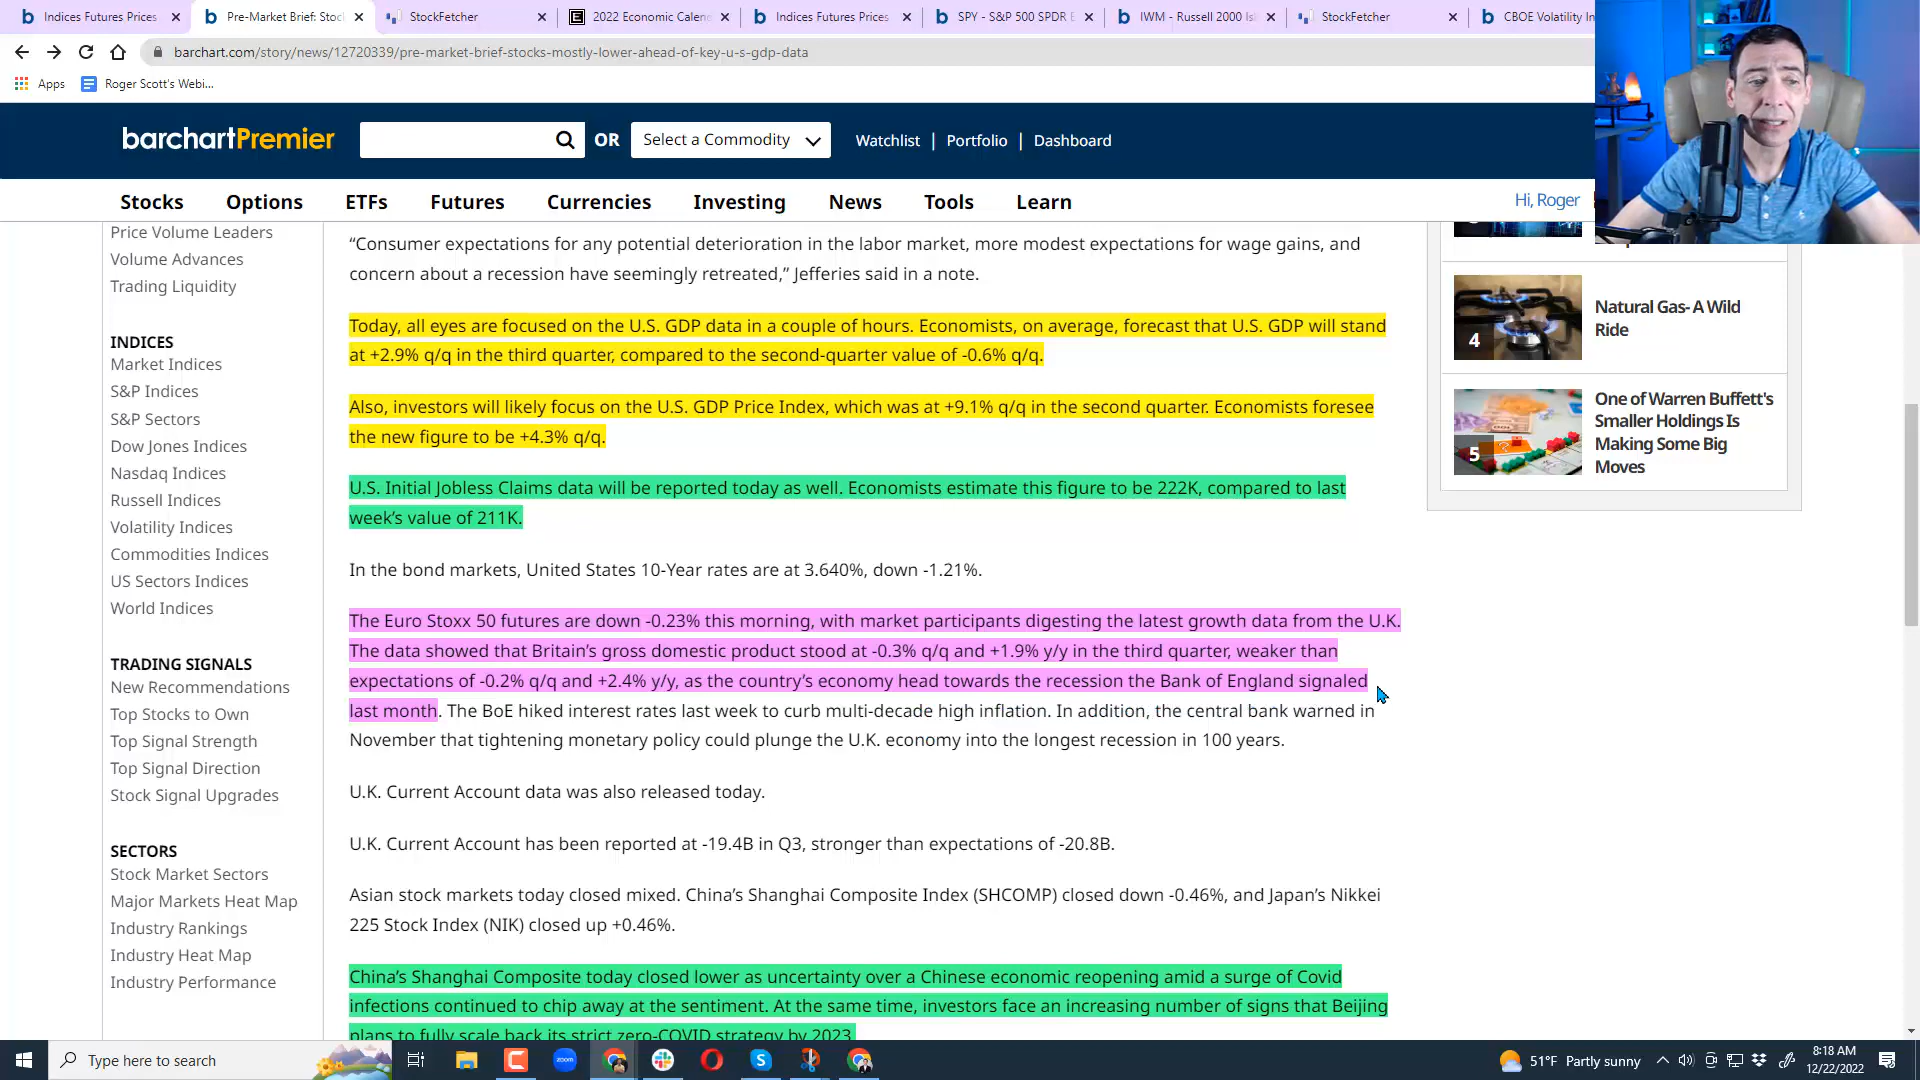 Indices Futures Prices
Pre-Market Brief: Stoc
StockFetcher
2022 Economic Calen
Indices Futures Prices
SPY - S&P 500 SPDR E
IWM - Russell 2000 Is
StockFetcher
CBOE Volatility In
barchart.com/story/news/12720339/pre-market-brief-stocks-mostly-lower-ahead-of-key-u-s-gdp-data
Apps
Roger Scott's Webi...
barchartPremier
OR
Select a Commodity
Watchlist | Portfolio | Dashboard
Stocks
Options
ETFs
Futures
Currencies
Investing
News
Tools
Learn
Hi, Roger
Price Volume Leaders
Volume Advances
Trading Liquidity
INDICES
Market Indices
S&P Indices
S&P Sectors
Dow Jones Indices
Nasdaq Indices
Russell Indices
Volatility Indices
Commodities Indices
US Sectors Indices
World Indices
TRADING SIGNALS
New Recommendations
Top Stocks to Own
Top Signal Strength
Top Signal Direction
Stock Signal Upgrades
SECTORS
Stock Market Sectors
Major Markets Heat Map
Industry Rankings
Industry Heat Map
Industry Performance
“Consumer expectations for any potential deterioration in the labor market, more modest expectations for wage gains, and
concern about a recession have seemingly retreated,” Jefferies said in a note.
Today, all eyes are focused on the U.S. GDP data in a couple of hours. Economists, on average, forecast that U.S. GDP will stand
at +2.9% q/q in the third quarter, compared to the second-quarter value of -0.6% q/q.
Also, investors will likely focus on the U.S. GDP Price Index, which was at +9.1% q/q in the second quarter. Economists foresee
the new figure to be +4.3% q/q.
U.S. Initial Jobless Claims data will be reported today as well. Economists estimate this figure to be 222K, compared to last
week’s value of 211K.
In the bond markets, United States 10-Year rates are at 3.640%, down -1.21%.
The Euro Stoxx 50 futures are down -0.23% this morning, with market participants digesting the latest growth data from the U.K.
The data showed that Britain’s gross domestic product stood at -0.3% q/q and +1.9% y/y in the third quarter, weaker than
expectations of -0.2% q/q and +2.4% y/y, as the country’s economy head towards the recession the Bank of England signaled
last month. The BoE hiked interest rates last week to curb multi-decade high inflation. In addition, the central bank warned in
November that tightening monetary policy could plunge the U.K. economy into the longest recession in 100 years.
U.K. Current Account data was also released today.
U.K. Current Account has been reported at -19.4B in Q3, stronger than expectations of -20.8B.
Asian stock markets today closed mixed. China’s Shanghai Composite Index (SHCOMP) closed down -0.46%, and Japan’s Nikkei
225 Stock Index (NIK) closed up +0.46%.
China’s Shanghai Composite today closed lower as uncertainty over a Chinese economic reopening amid a surge of Covid
infections continued to chip away at the sentiment. At the same time, investors face an increasing number of signs that Beijing
plans to fully scale back its strict zero-COVID strategy by 2023.
4
Natural Gas- A Wild
Ride
5
One of Warren Buffett's
Smaller Holdings Is
Making Some Big
Moves
Type here to search
zoom
51°F Partly sunny
8:18 AM
12/22/2022